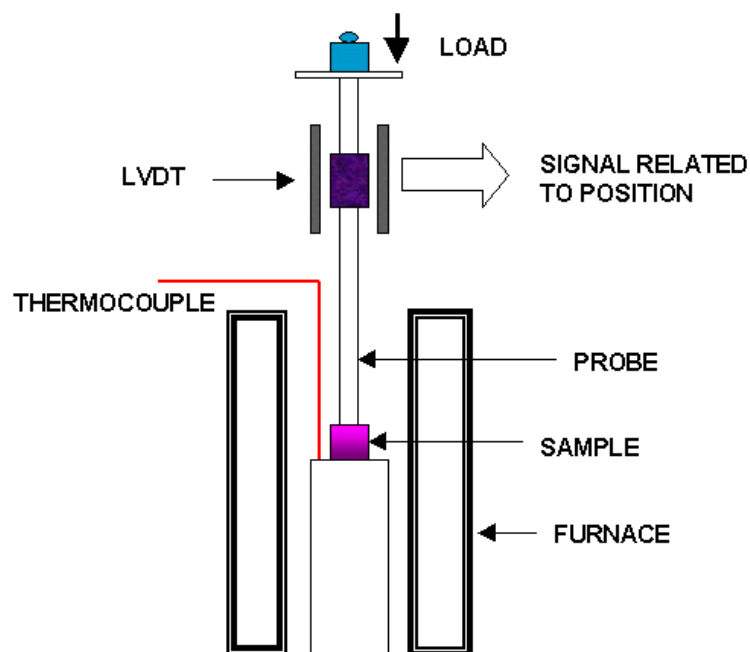 LOAD
LVDT
SIGNAL RELATED
TO POSITION
THERMOCOUPLE
PROBE
SAMPLE
FURNACE